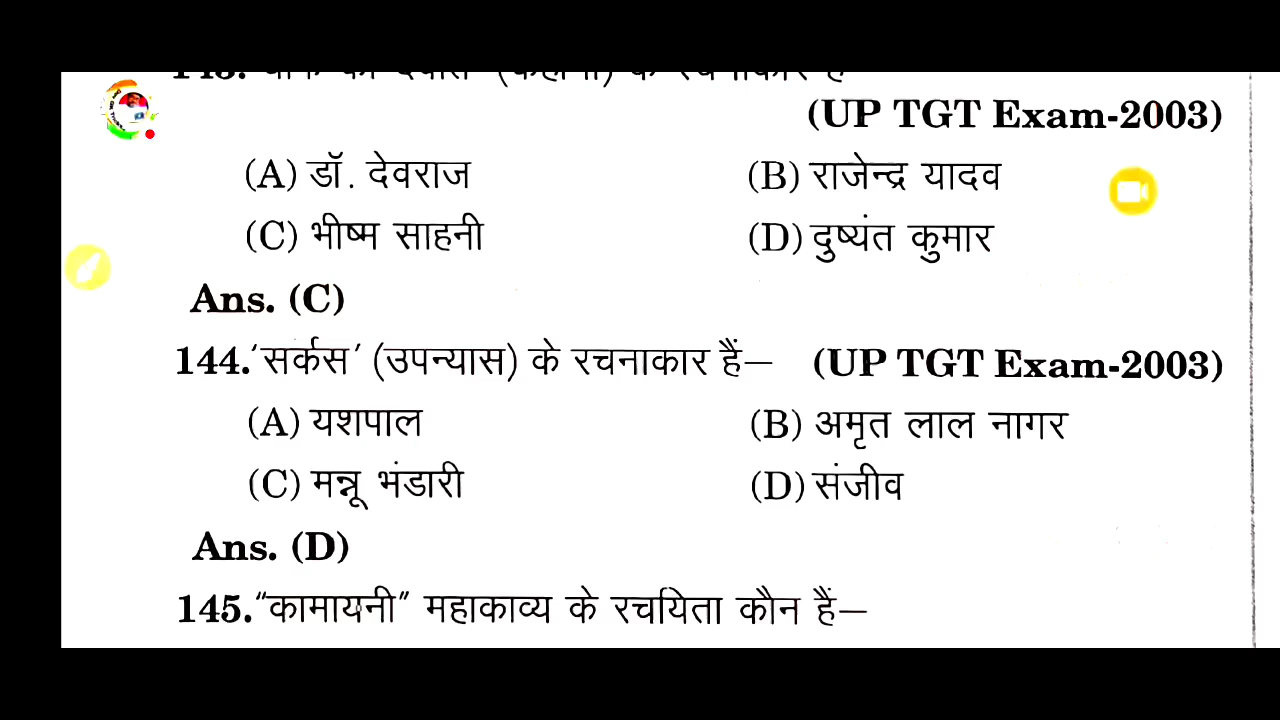 (UP TGT Exam-2003)
(A) डॉ. देवराज (B) राजेन्द्र यादव
(C) भीष्म साहनी (D) दुष्यंत कुमार
Ans. (C)
144. 'सर्कस' (उपन्यास) के रचनाकार हैं– (UP TGT Exam-2003)
(A) यशपाल (B) अमृत लाल नागर
(C) मन्नू भंडारी (D) संजीव
Ans. (D)
145. "कामायनी" महाकाव्य के रचयिता कौन हैं–